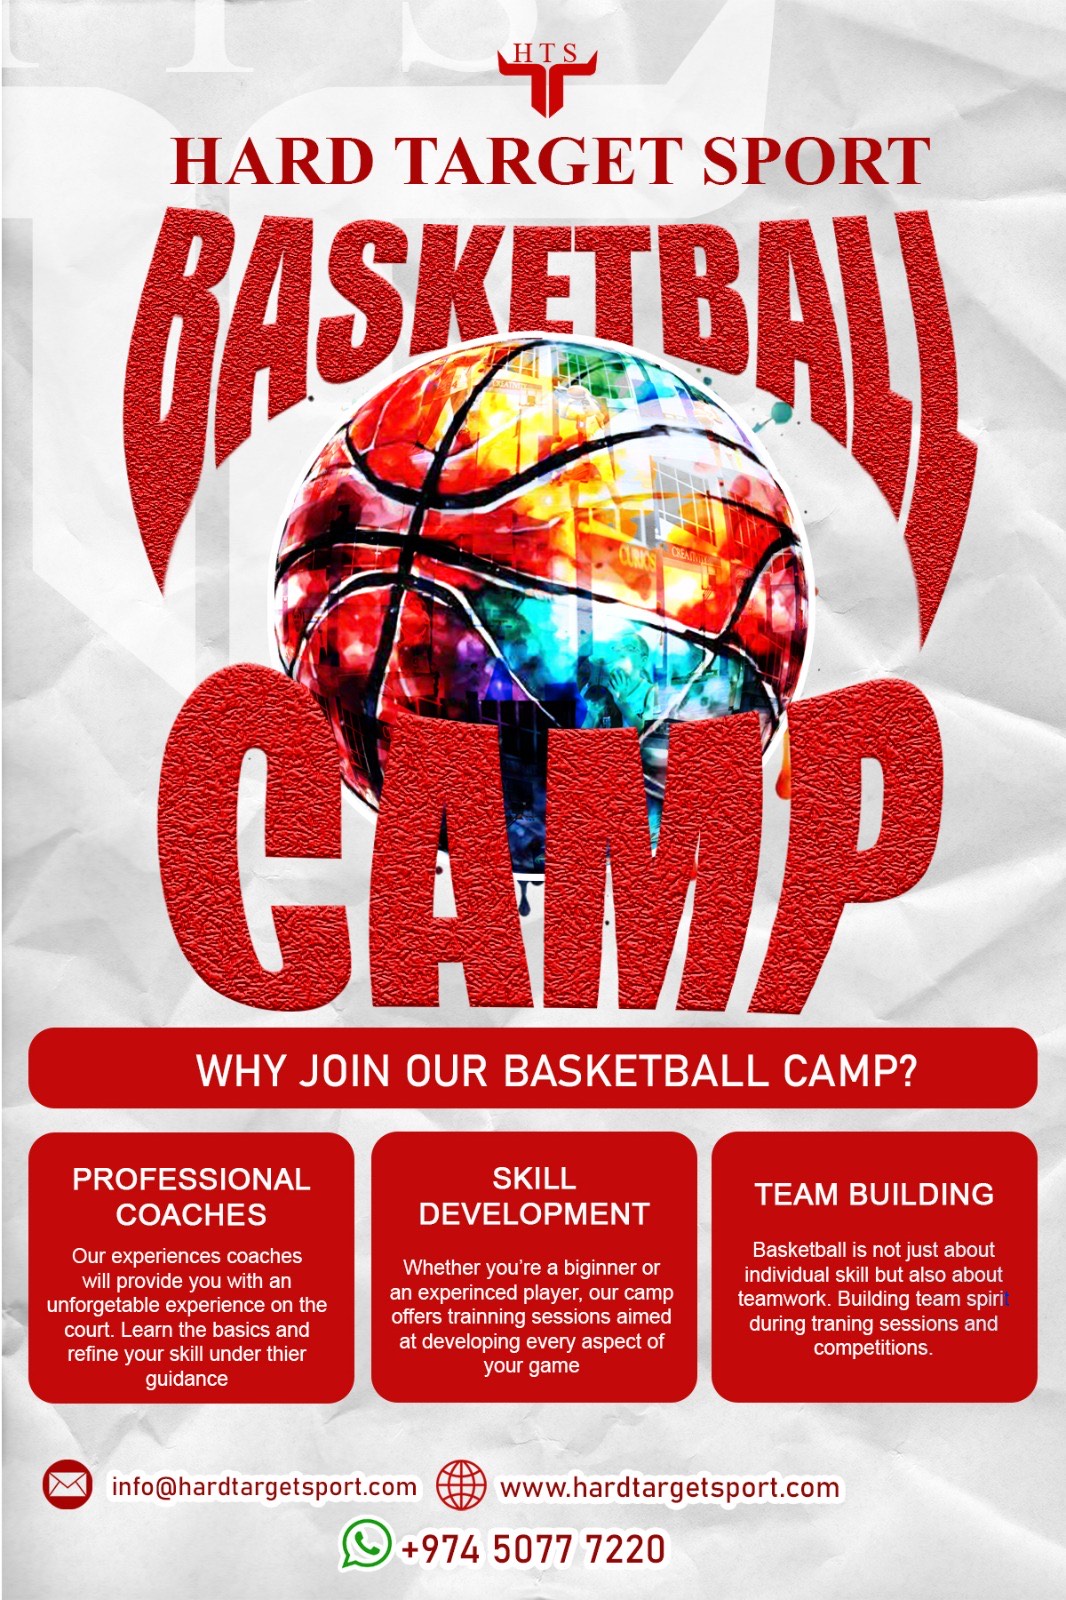 HTS
HARD TARGET SPORT
BASKETBALL
CAMP
WHY JOIN OUR BASKETBALL CAMP?
PROFESSIONAL
COACHES
Our experiences coaches
will provide you with an
unforgetable experience on the
court. Learn the basics and
refine your skill under thier
guidance
SKILL
DEVELOPMENT
Whether you're a biginner or
an experinced player, our camp
offers trainning sessions aimed
at developing every aspect of
your game
TEAM BUILDING
Basketball is not just about
individual skill but also about
teamwork. Building team spirit
during traning sessions and
competitions.
info@hardtargetsport.com
www.hardtargetsport.com
+974 5077 7220